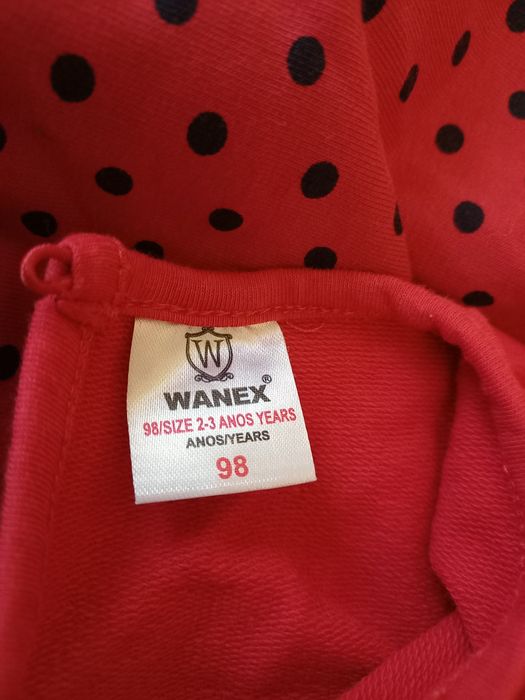 W
WANEX®
98/SIZE 2-3 ANOS YEARS
ANOS/YEARS
98